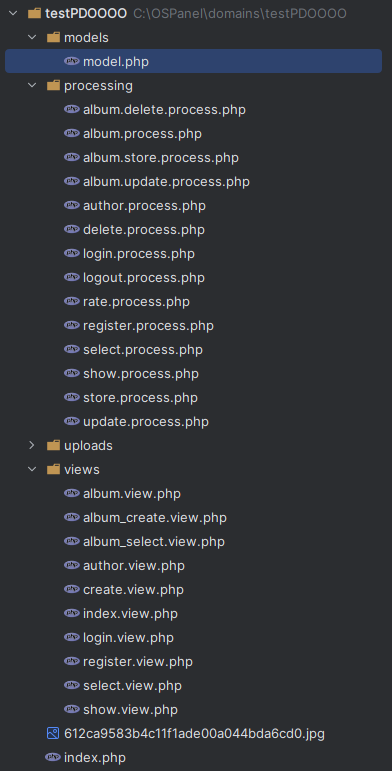 testPDOOOO C:\OSPanel\domains\testPDOOOO
models
model.php
processing
album.delete.process.php
album.process.php
album.store.process.php
album.update.process.php
author.process.php
delete.process.php
login.process.php
logout.process.php
rate.process.php
register.process.php
select.process.php
show.process.php
store.process.php
update.process.php
uploads
views
album.view.php
album_create.view.php
album_select.view.php
author.view.php
create.view.php
index.view.php
login.view.php
register.view.php
select.view.php
show.view.php
612ca9583b4c11f1ade00a044bda6cd0.jpg
index.php